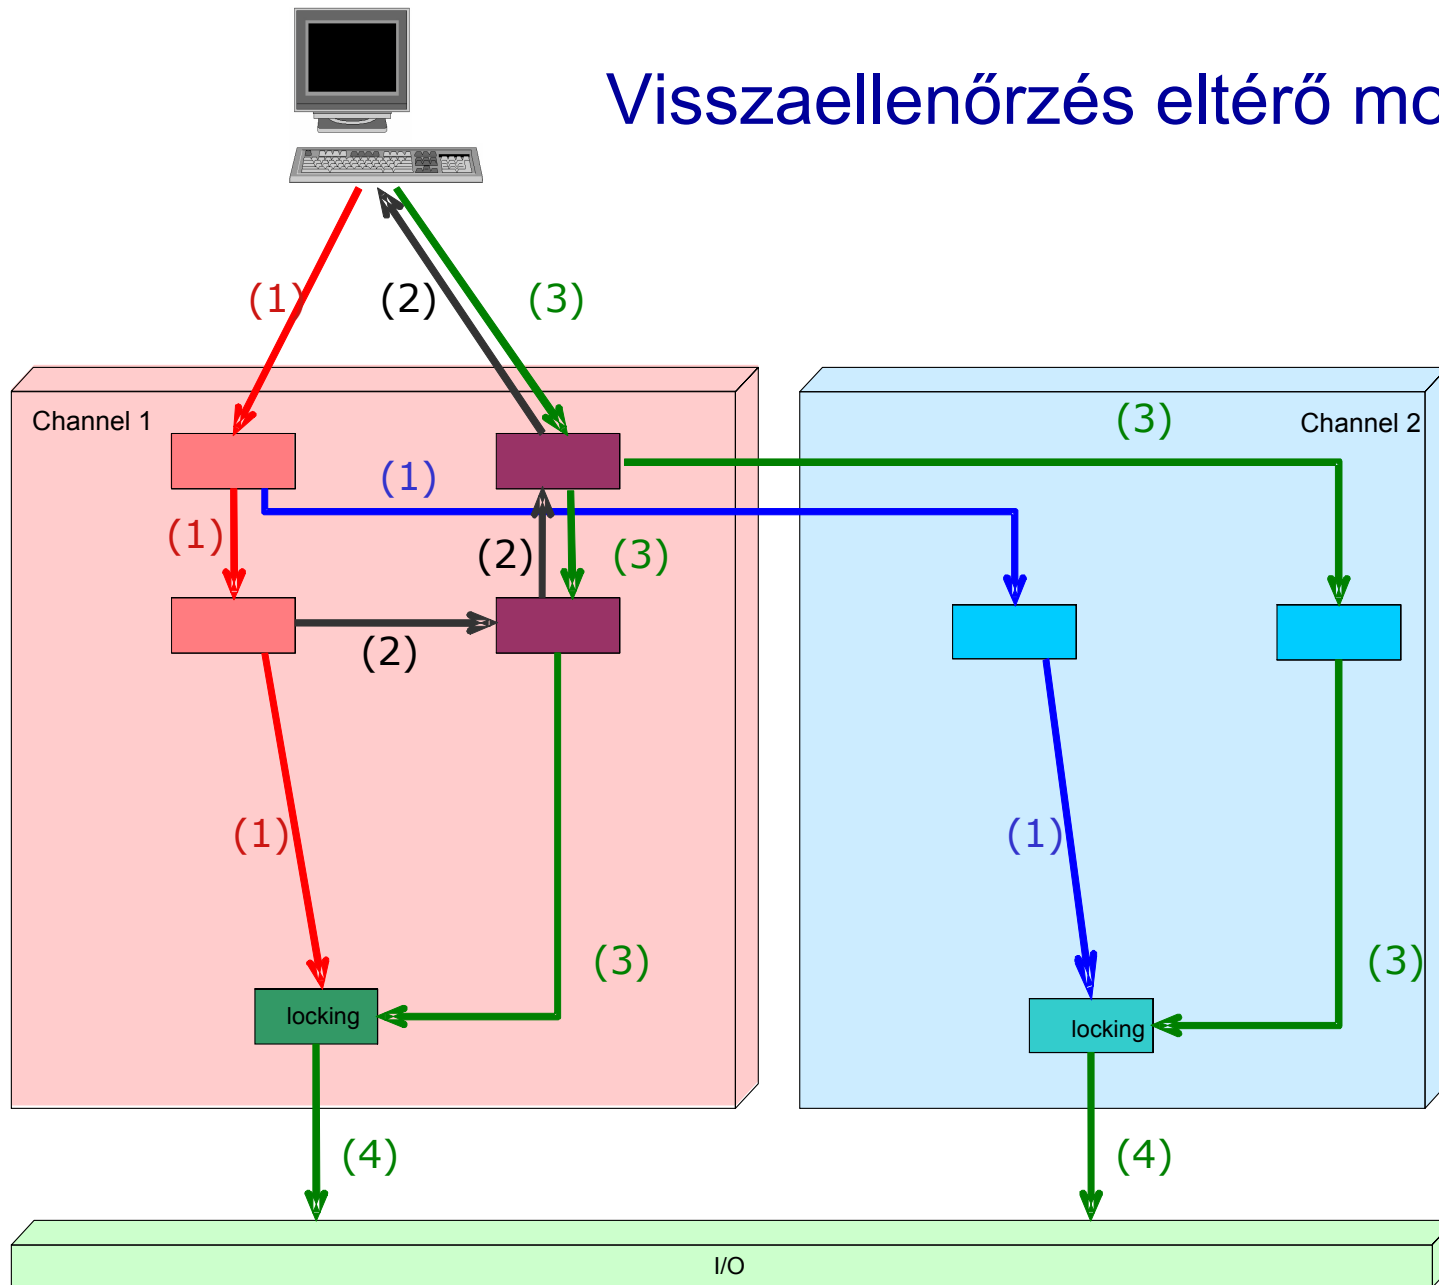 Visszaellenőrzés eltérő
(1)
(2)
(3)
Channel 1
(3)
Channel 2
(1)
(1)
(2)
(3)
(2)
(1)
(1)
(3)
(3)
locking
locking
(4)
(4)
I/O